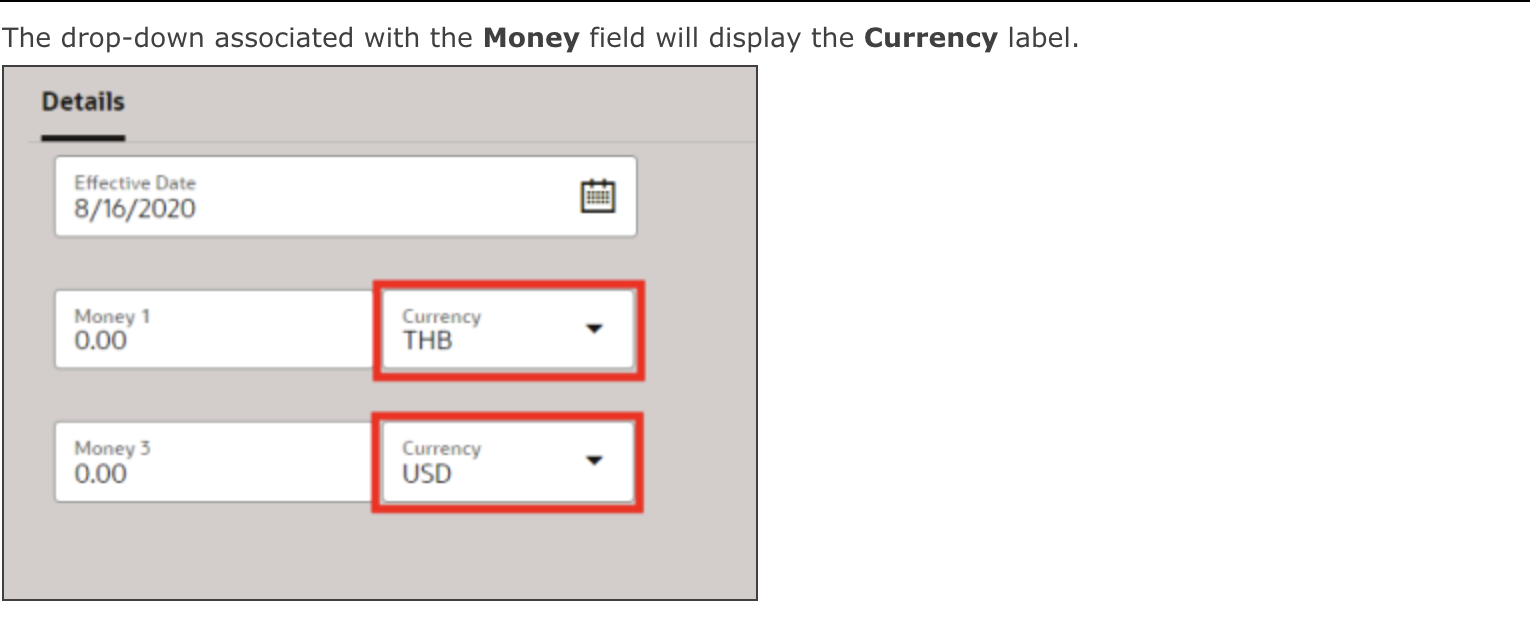 The drop-down associated with the Money field will display the Currency label.
Details
Effective Date
8/16/2020
Money 1
0.00
Currency
THB
Money 3
0.00
Currency
USD